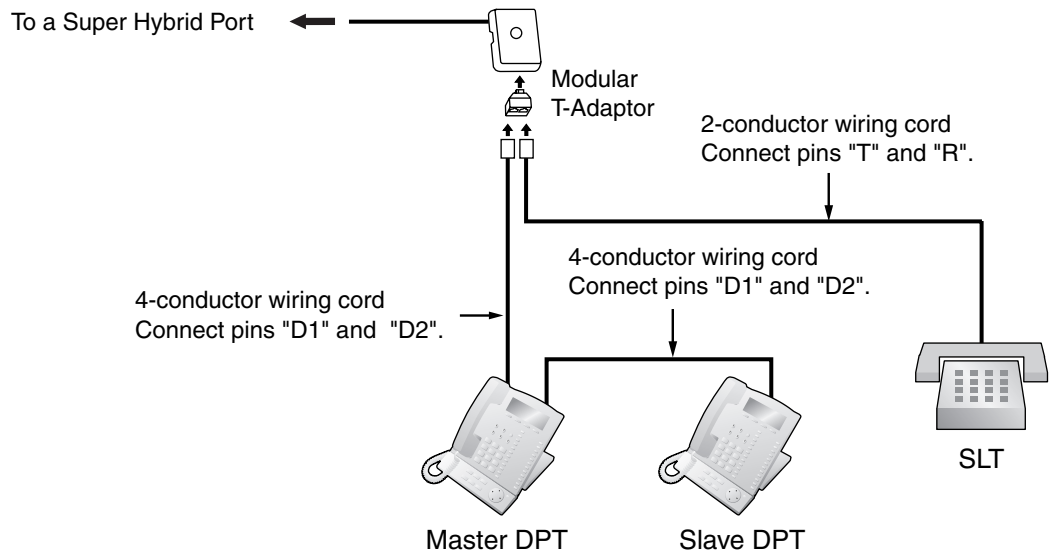 To a Super Hybrid Port
Modular
T-Adaptor
2-conductor wiring cord
Connect pins "T" and "R".
4-conductor wiring cord
Connect pins "D1" and "D2".
4-conductor wiring cord
Connect pins "D1" and  "D2".
SLT
Master DPT
Slave DPT